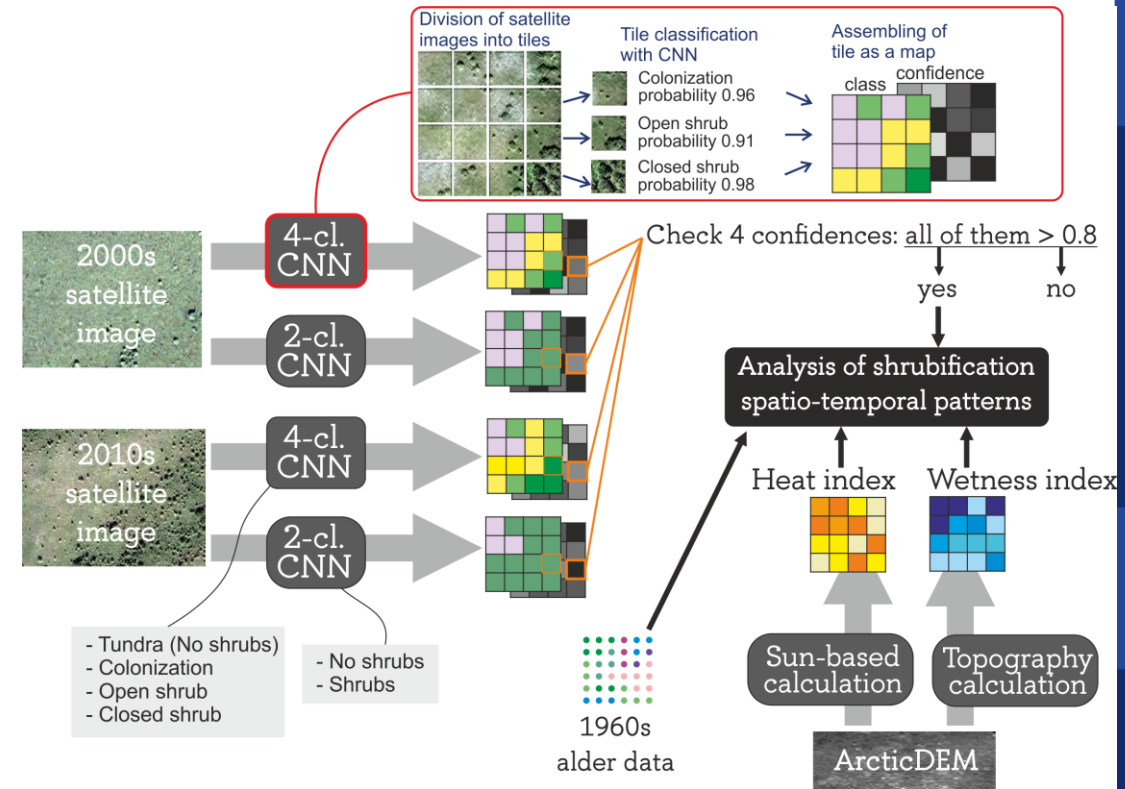 Division of satellite
images into tiles
Tile classification
with CNN
Assembling of
tile as a map
Colonization
probability 0.96
Open shrub
probability 0.91
Closed shrub
probability 0.98
class
confidence
2000s
satellite
image
4-cl.
CNN
2-cl.
CNN
Check 4 confidences: all of them > 0.8
yes
no
Analysis of shrubification
spatio-temporal patterns
2010s
satellite
image
4-cl.
CNN
2-cl.
CNN
Heat index
Wetness index
- Tundra (No shrubs)
- Colonization
- Open shrub
- Closed shrub
- No shrubs
- Shrubs
1960s
alder data
Sun-based
calculation
Topography
calculation
ArcticDEM